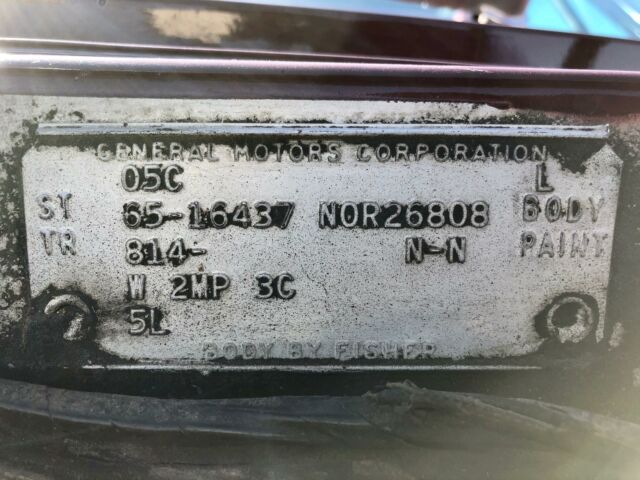 GENERAL MOTORS CORPORATION
05C L
ST 65-16437 NOR26808 BODY
TR 814- N-N PAINT
W 2MP 3C
5L
BODY BY FISHER